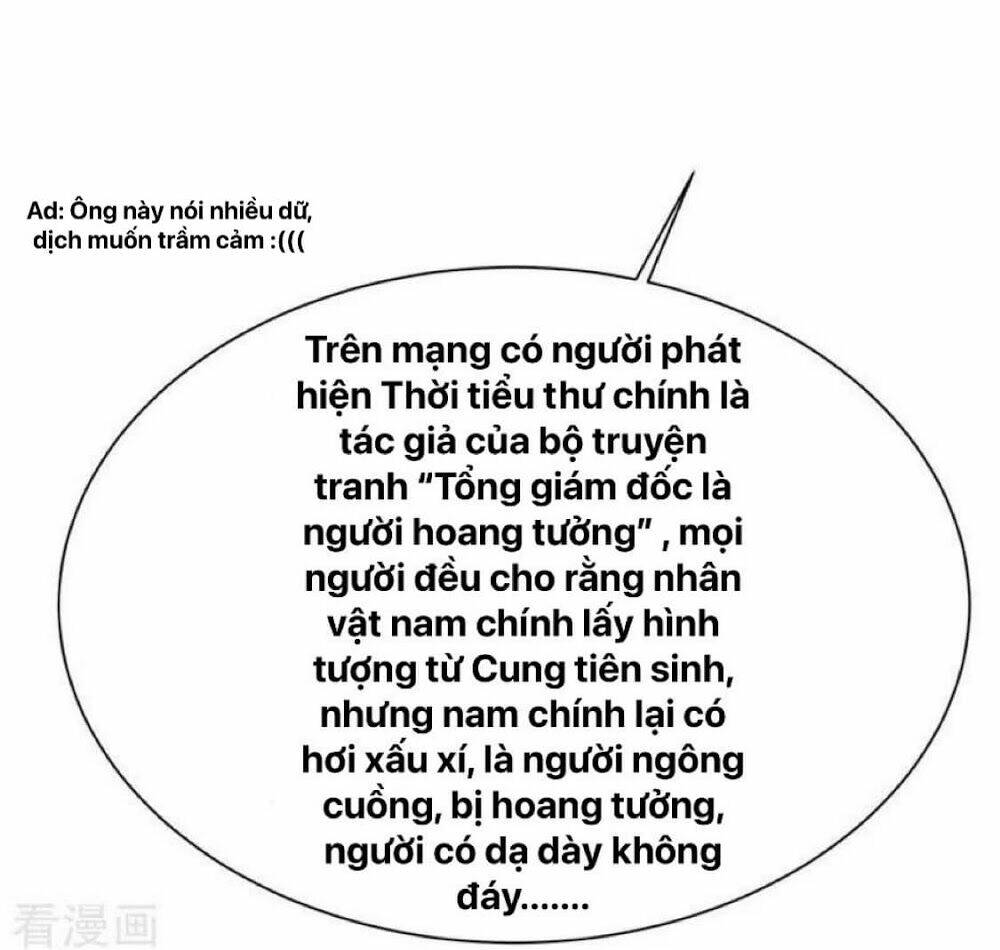 Ad: Ông này nói nhiều dữ,
dịch muốn trầm cảm :(((
Trên mạng có người phát
hiện Thời tiểu thư chính là
tác giả của bộ truyện
tranh “Tổng giám đốc là
người hoang tưởng” , mọi
người đều cho rằng nhân
vật nam chính lấy hình
tượng từ Cung tiên sinh,
nhưng nam chính lại có
hơi xấu xí, là người ngông
cuồng, bị hoang tưởng,
người có dạ dày không
đáy.......
看漫画